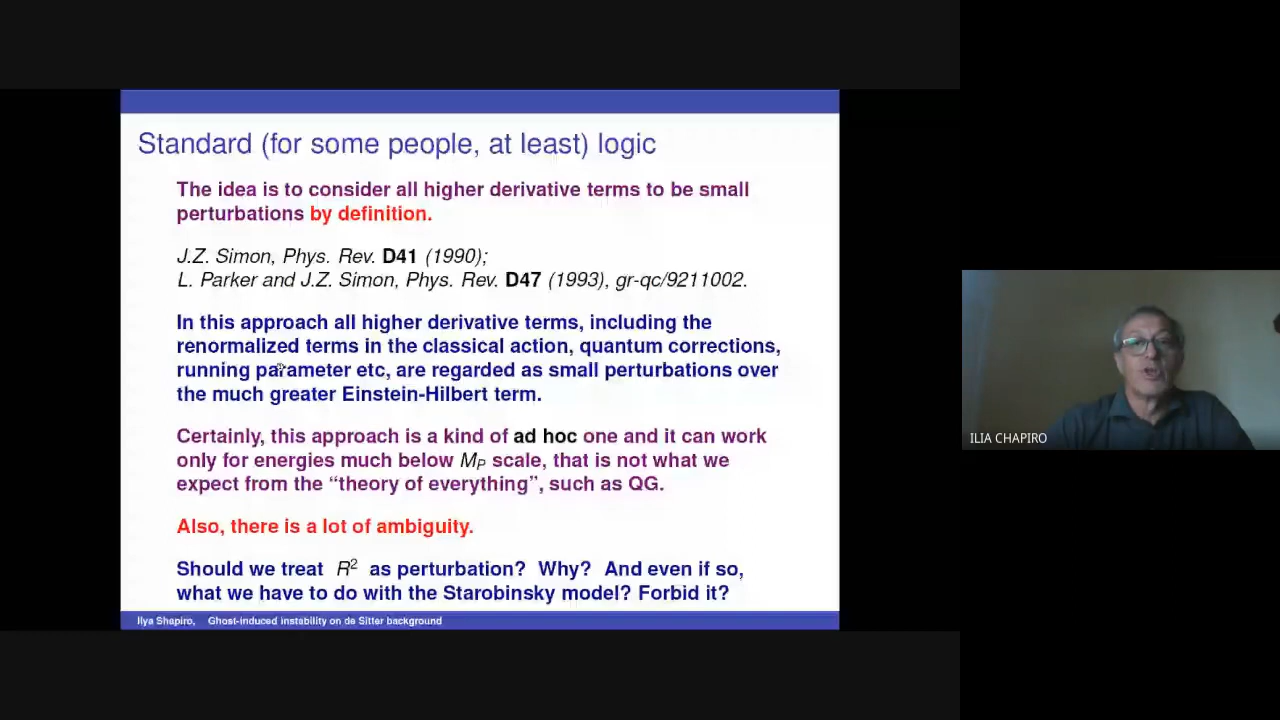 Standard (for some people, at least) logic
The idea is to consider all higher derivative terms to be small
perturbations by definition.
J.Z. Simon, Phys. Rev. D41 (1990);
L. Parker and J.Z. Simon, Phys. Rev. D47 (1993), gr-qc/9211002.
In this approach all higher derivative terms, including the
renormalized terms in the classical action, quantum corrections,
running parameter etc, are regarded as small perturbations over
the much greater Einstein-Hilbert term.
Certainly, this approach is a kind of ad hoc one and it can work
only for energies much below M_P scale, that is not what we
expect from the “theory of everything”, such as QG.
Also, there is a lot of ambiguity.
Should we treat R² as perturbation? Why? And even if so,
what we have to do with the Starobinsky model? Forbid it?
Ilya Shapiro, Ghost-induced instability on de Sitter background
ILIA CHAPIRO